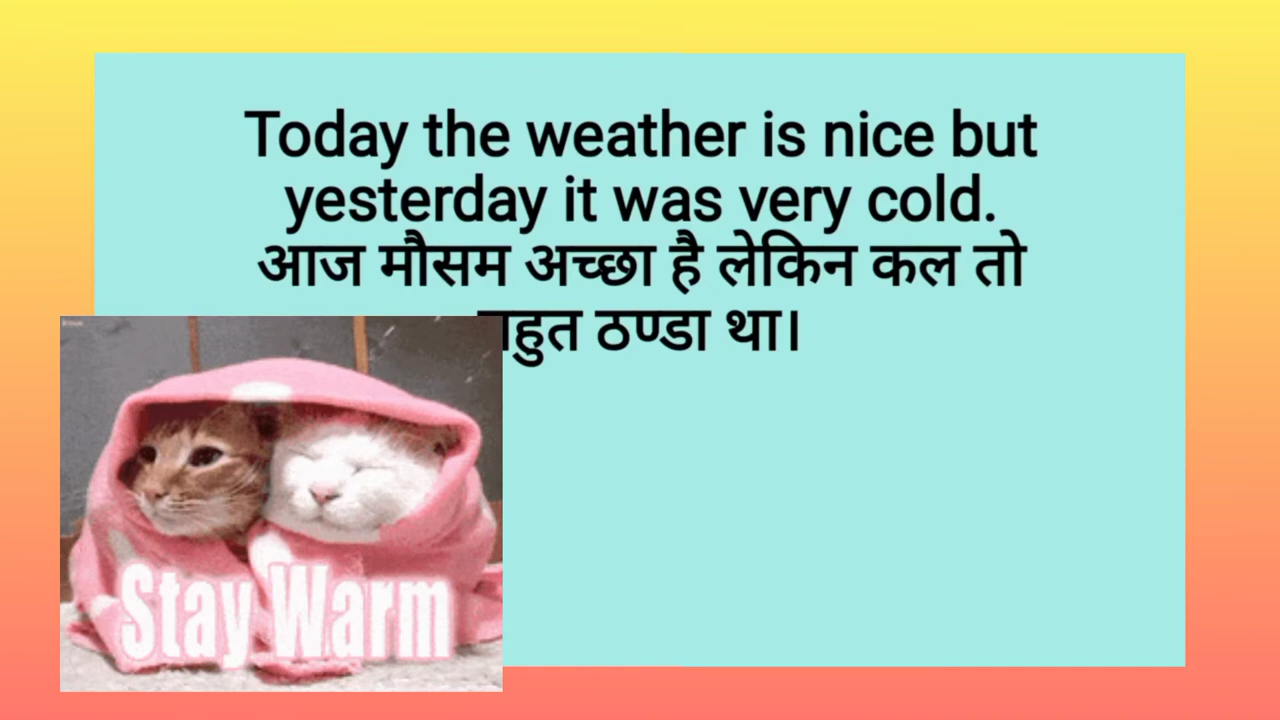 Today the weather is nice but
yesterday it was very cold.
आज मौसम अच्छा है लेकिन कल तो
ठण्डा था।
Stay Warm